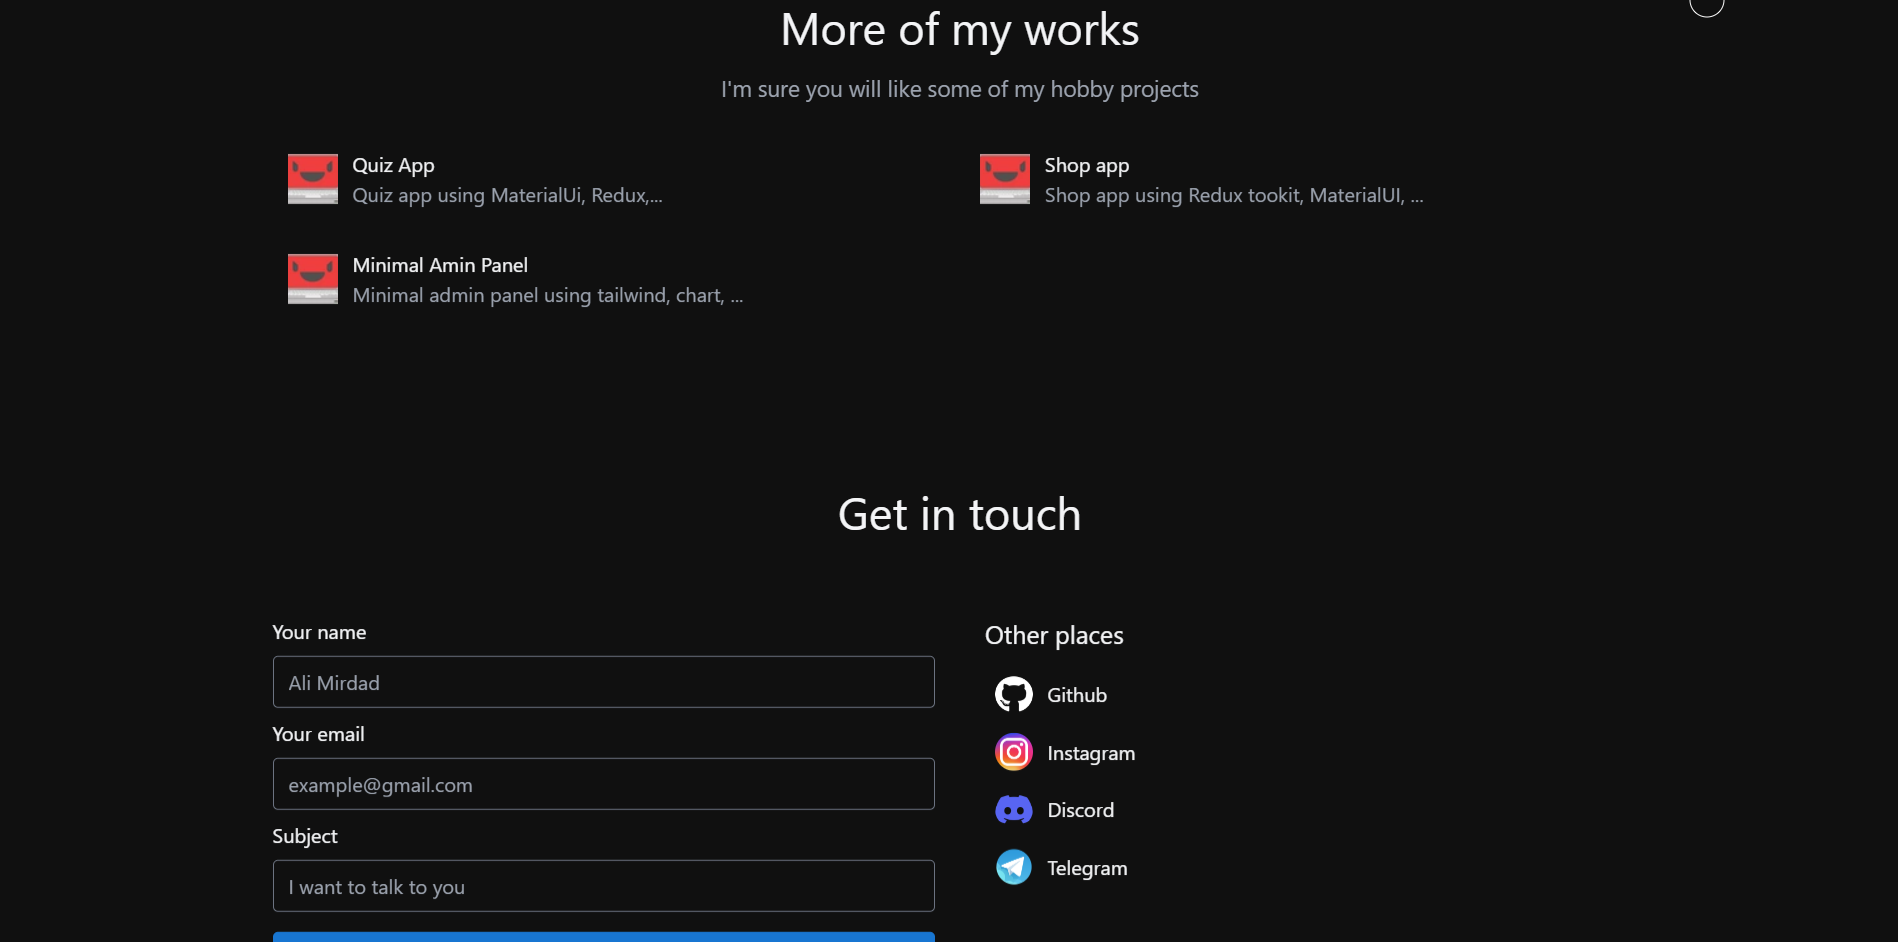 More of my works
I'm sure you will like some of my hobby projects
Quiz App
Quiz app using MaterialUi, Redux,...
Shop app
Shop app using Redux tookit, MaterialUI, ...
Minimal Amin Panel
Minimal admin panel using tailwind, chart, ...
Get in touch
Your name
Ali Mirdad
Your email
example@gmail.com
Subject
I want to talk to you
Other places
Github
Instagram
Discord
Telegram